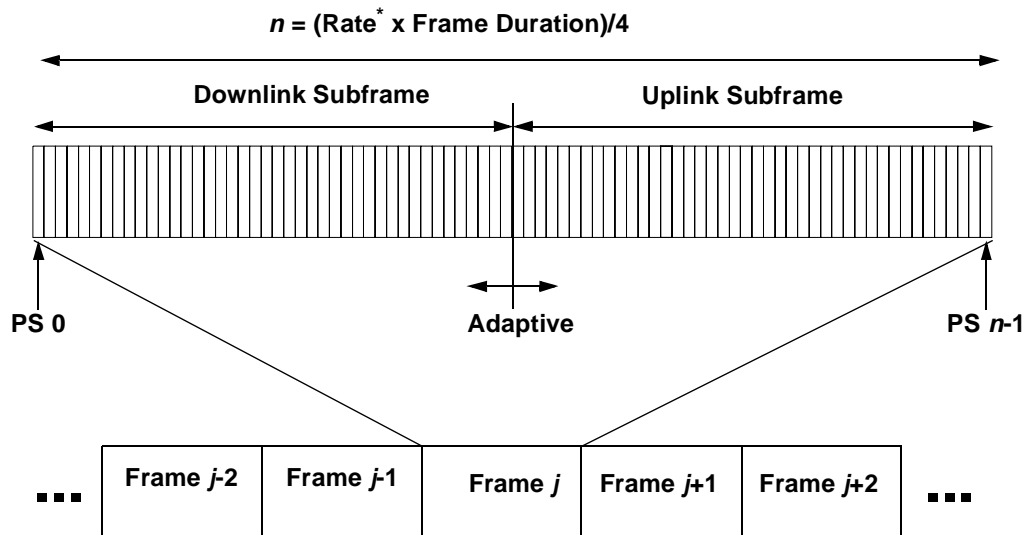 n = (Rate* x Frame Duration)/4
Downlink Subframe Uplink Subframe
PS 0 Adaptive PS n-1
Frame j-2 Frame j-1 Frame j Frame j+1 Frame j+2